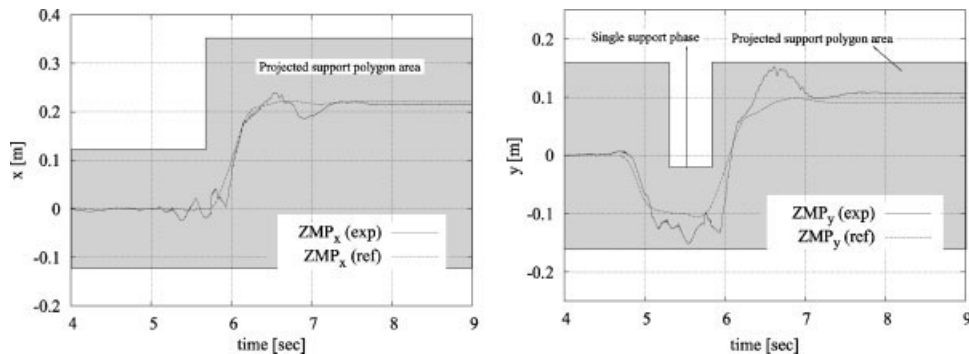 0.4
0.3
0.2
0.1
0
-0.1
-0.2
x [m]
Projected support polygon area
ZMPx (exp)
ZMPx (ref)
4 5 6 7 8 9
time [sec]
0.2
0.1
0
-0.1
-0.2
y [m]
Single support phase
Projected support polygon area
ZMPy (exp)
ZMPy (ref)
4 5 6 7 8 9
time [sec]